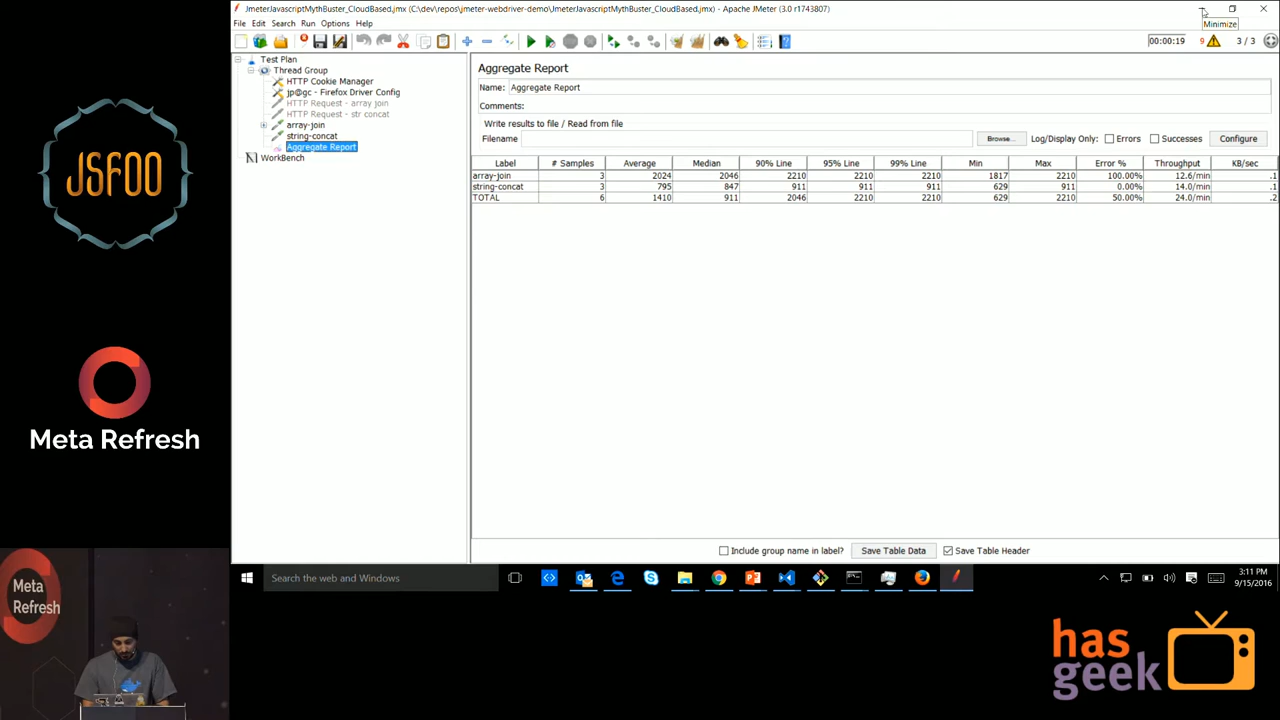 JmeterJavascriptMythBuster_CloudBased.jmx (C:\dev\repos\jmeter-webdriver-demo\JmeterJavascriptMythBuster_CloudBased.jmx) - Apache JMeter (3.0 r1743807)
File Edit Search Run Options Help
Minimize
00:00:19 9 3 / 3
Test Plan
Thread Group
HTTP Cookie Manager
jp@gc - Firefox Driver Config
HTTP Request - array join
HTTP Request - str concat
array-join
string-concat
Aggregate Report
WorkBench
Aggregate Report
Name: Aggregate Report
Comments:
Write results to file / Read from file
Filename Browse... Log/Display Only: Errors Successes Configure
Label # Samples Average Median 90% Line 95% Line 99% Line Min Max Error % Throughput KB/sec
array-join 3 2024 2046 2210 2210 2210 1817 2210 100.00% 12.6/min .1
string-concat 3 795 847 911 911 911 629 911 0.00% 14.0/min .1
TOTAL 6 1410 911 2046 2210 2210 629 2210 50.00% 24.0/min .2
Include group name in label? Save Table Data Save Table Header
Search the web and Windows
3:11 PM
9/15/2016
JSFOO
Meta Refresh
Meta
Refresh
has
geek